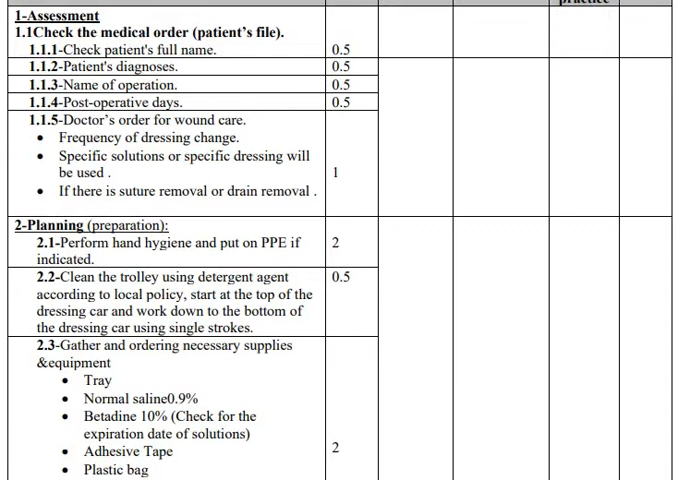 practice
1-Assessment
1.1Check the medical order (patient's file).
1.1.1-Check patient's full name. 0.5
1.1.2-Patient's diagnoses. 0.5
1.1.3-Name of operation. 0.5
1.1.4-Post-operative days. 0.5
1.1.5-Doctor's order for wound care.
• Frequency of dressing change.
• Specific solutions or specific dressing will
be used . 1
• If there is suture removal or drain removal .
2-Planning (preparation):
2.1-Perform hand hygiene and put on PPE if 2
indicated.
2.2-Clean the trolley using detergent agent 0.5
according to local policy, start at the top of the
dressing car and work down to the bottom of
the dressing car using single strokes.
2.3-Gather and ordering necessary supplies
&equipment
• Tray
• Normal saline0.9%
• Betadine 10% (Check for the
expiration date of solutions)
• Adhesive Tape 2
• Plastic bag